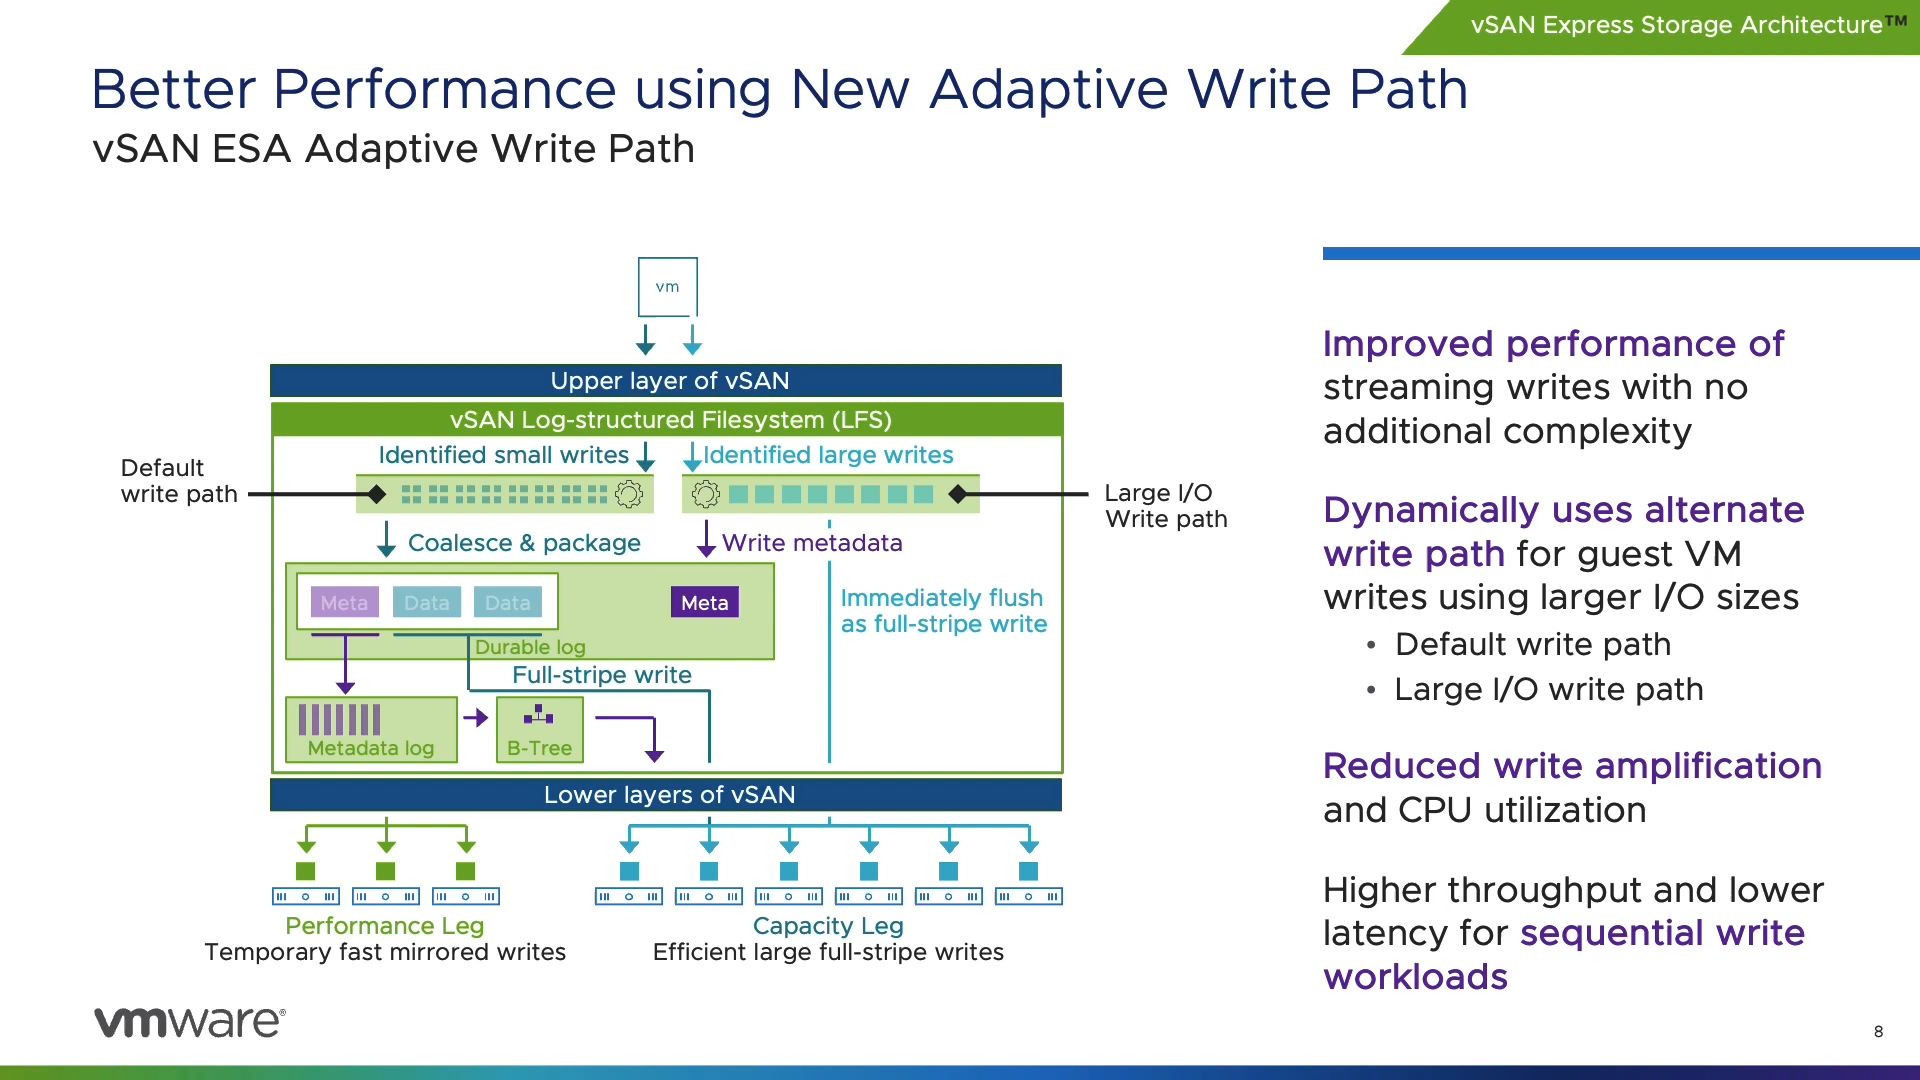 vSAN Express Storage Architecture™
Better Performance using New Adaptive Write Path
vSAN ESA Adaptive Write Path
vm
Upper layer of vSAN
vSAN Log-structured Filesystem (LFS)
Identified small writes
Identified large writes
Default
write path
Large I/O
Write path
Coalesce & package
Write metadata
Meta
Data
Data
Meta
Immediately flush
as full-stripe write
Durable log
Full-stripe write
Metadata log
B-Tree
Lower layers of vSAN
Performance Leg
Temporary fast mirrored writes
Capacity Leg
Efficient large full-stripe writes
Improved performance of
streaming writes with no
additional complexity
Dynamically uses alternate
write path for guest VM
writes using larger I/O sizes
• Default write path
• Large I/O write path
Reduced write amplification
and CPU utilization
Higher throughput and lower
latency for sequential write
workloads
vmware®
8